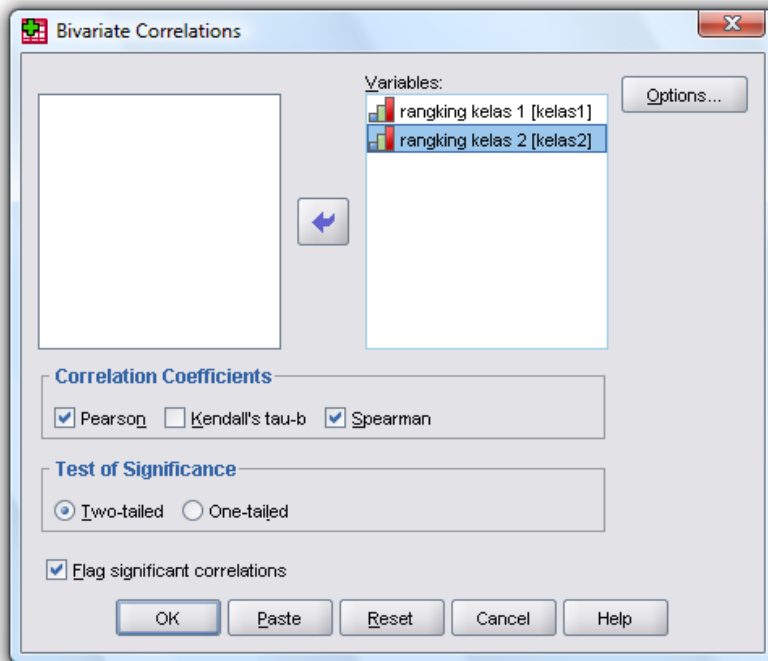 Bivariate Correlations
Variables:
rangking kelas 1 [kelas1]
rangking kelas 2 [kelas2]
Options...
Correlation Coefficients
Pearson Kendall's tau-b Spearman
Test of Significance
Two-tailed One-tailed
Flag significant correlations
OK Paste Reset Cancel Help